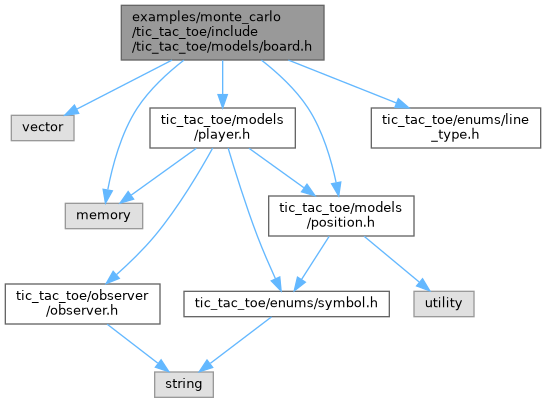 examples/monte_carlo
/tic_tac_toe/include
/tic_tac_toe/models/board.h
vector
tic_tac_toe/models
/player.h
tic_tac_toe/enums/line
_type.h
memory
tic_tac_toe/models
/position.h
tic_tac_toe/observer
/observer.h
tic_tac_toe/enums/symbol.h
utility
string